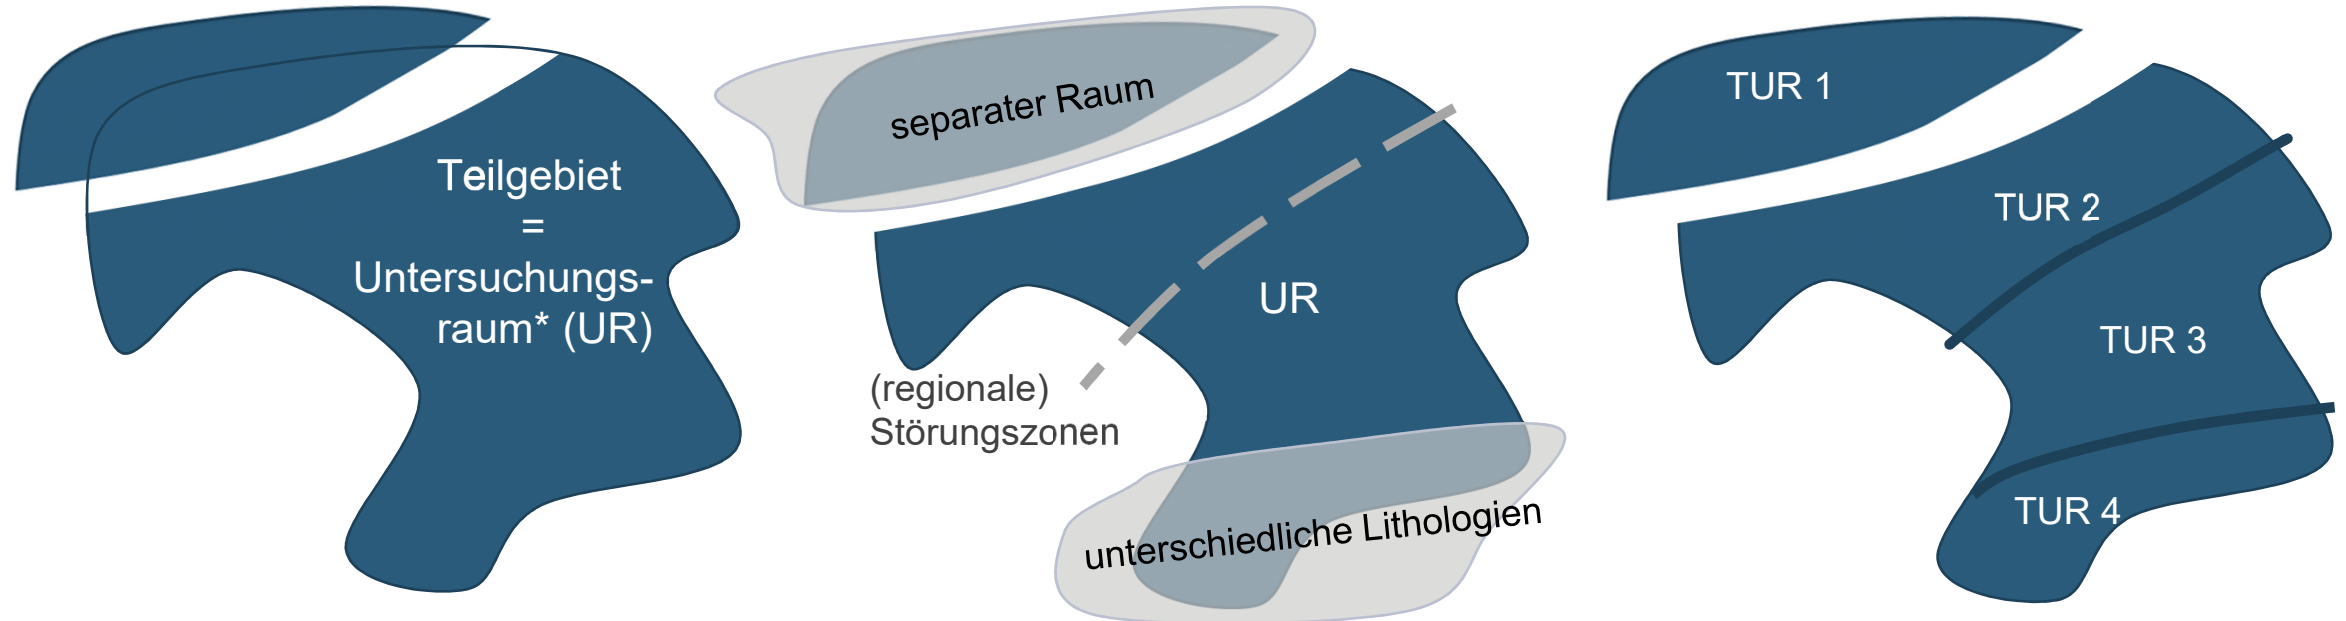 Teilgebiet
=
Untersuchungs-
raum* (UR)
separater Raum
UR
(regionale)
Störungszonen
unterschiedliche Lithologien
TUR 1
TUR 2
TUR 3
TUR 4